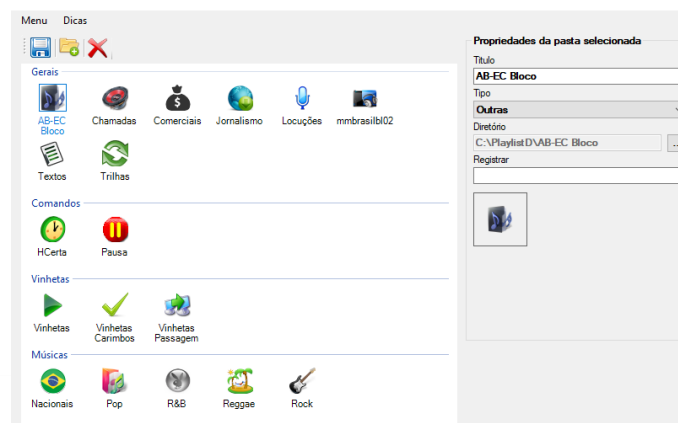 Menu Dicas
Propriedades da pasta selecionada
Titulo
AB-EC Bloco
Tipo
Outras
Diretório
C:\PlaylistD\AB-EC Bloco
...
Registrar
Gerais
AB-EC Bloco
Chamadas
Comerciais
Jornalismo
Locuções
mmbrasilbl02
Textos
Trilhas
Comandos
HCerta
Pausa
Vinhetas
Vinhetas
Vinhetas Carimbos
Vinhetas Passagem
Músicas
Nacionais
Pop
R&B
Reggae
Rock